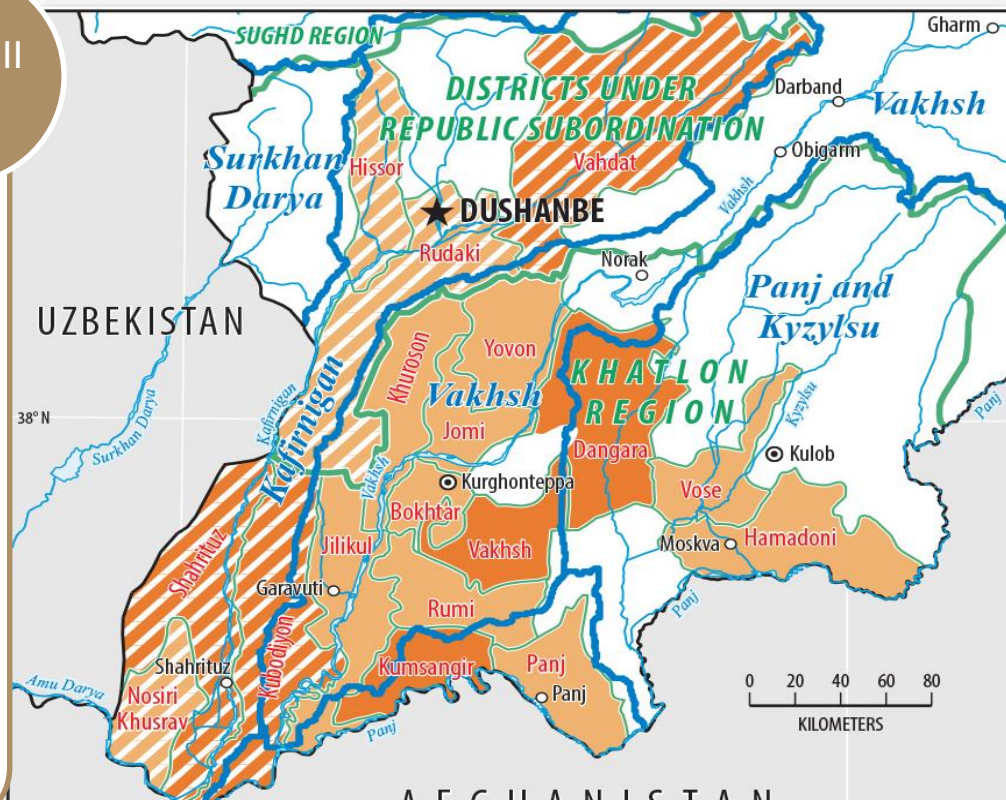 II
SUGHD REGION
Gharm
DISTRICTS UNDER
REPUBLIC SUBORDINATION
Darband
Vakhsh
Surkhan
Darya
Hissor
Vahdat
Obigarm
Vakhsh
DUSHANBE
Rudaki
Norak
Panj and
Kyzylsu
UZBEKISTAN
Khuroson
Yovon
KHATLON
REGION
Vakhsh
Kafirnigan
Kafirnigan
Kyzylsu
Panj
38° N
Surkhan Darya
Jomi
Dangara
Kulob
Vakhsh
Kurghonteppa
Vose
Bokhtar
Moskva
Hamadoni
Jilikul
Vakhsh
Shahrituz
Garavuti
Rumi
Panj
Kubodiyon
Shahrituz
Kumsangir
Panj
Amu Darya
Nosiri
Khusrav
Panj
Panj
0 20 40 60 80
KILOMETERS
AFGHANISTAN